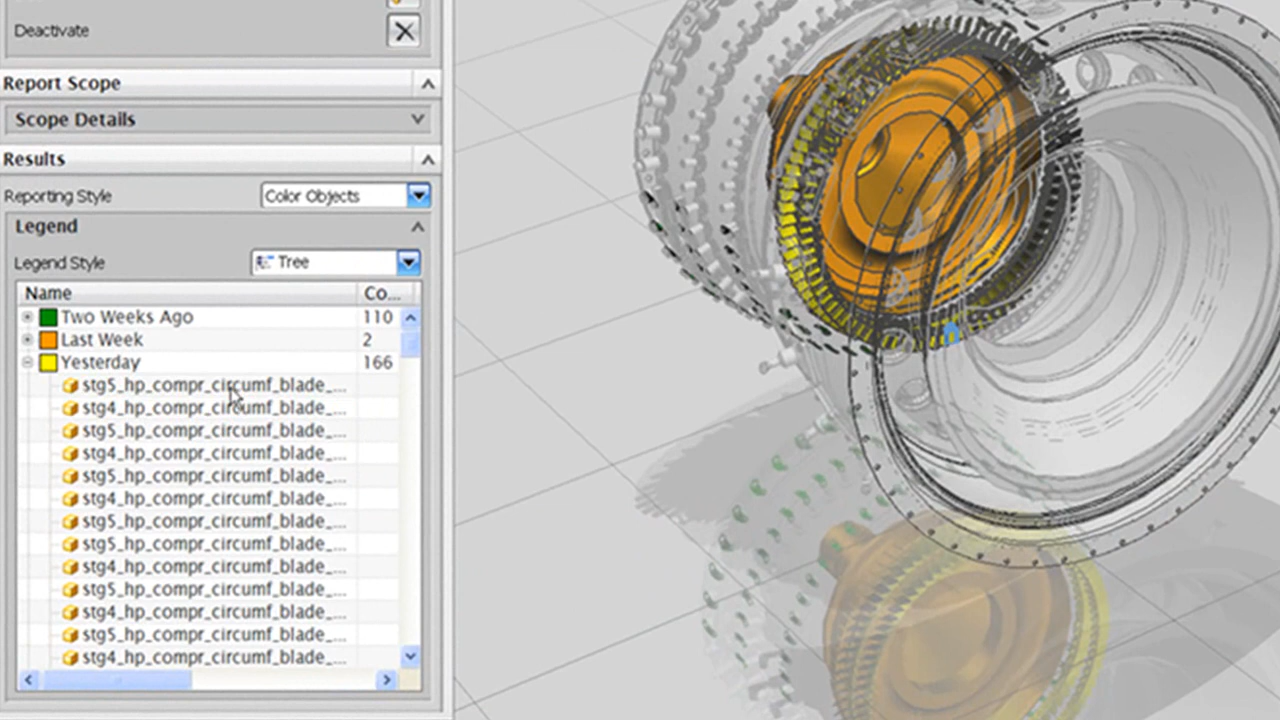 Deactivate
Report Scope
Scope Details
Results
Reporting Style Color Objects
Legend
Legend Style Tree
Name Co...
Two Weeks Ago 110
Last Week 2
Yesterday 166
stg5_hp_compr_circumf_blade_...
stg4_hp_compr_circumf_blade_...
stg5_hp_compr_circumf_blade_...
stg4_hp_compr_circumf_blade_...
stg5_hp_compr_circumf_blade_...
stg4_hp_compr_circumf_blade_...
stg5_hp_compr_circumf_blade_...
stg5_hp_compr_circumf_blade_...
stg4_hp_compr_circumf_blade_...
stg5_hp_compr_circumf_blade_...
stg4_hp_compr_circumf_blade_...
stg5_hp_compr_circumf_blade_...
stg4_hp_compr_circumf_blade_...